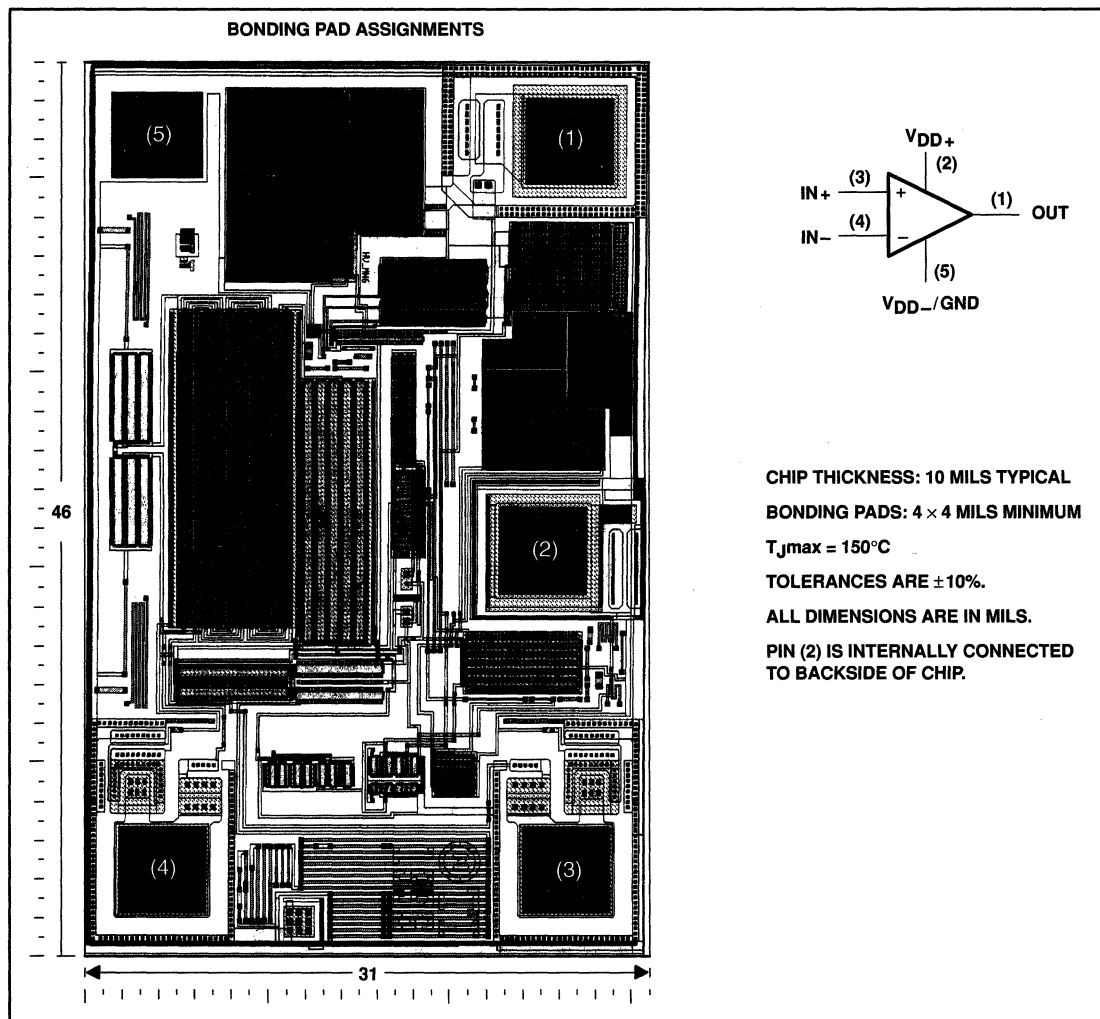 BONDING PAD ASSIGNMENTS
(5)
(1)
(2)
(4)
(3)
46
31
VDD+
(2)
(3)
IN+
+
(1)
OUT
(4)
IN−
−
(5)
VDD−/GND
CHIP THICKNESS: 10 MILS TYPICAL
BONDING PADS: 4 × 4 MILS MINIMUM
TJmax = 150°C
TOLERANCES ARE ±10%.
ALL DIMENSIONS ARE IN MILS.
PIN (2) IS INTERNALLY CONNECTED
TO BACKSIDE OF CHIP.